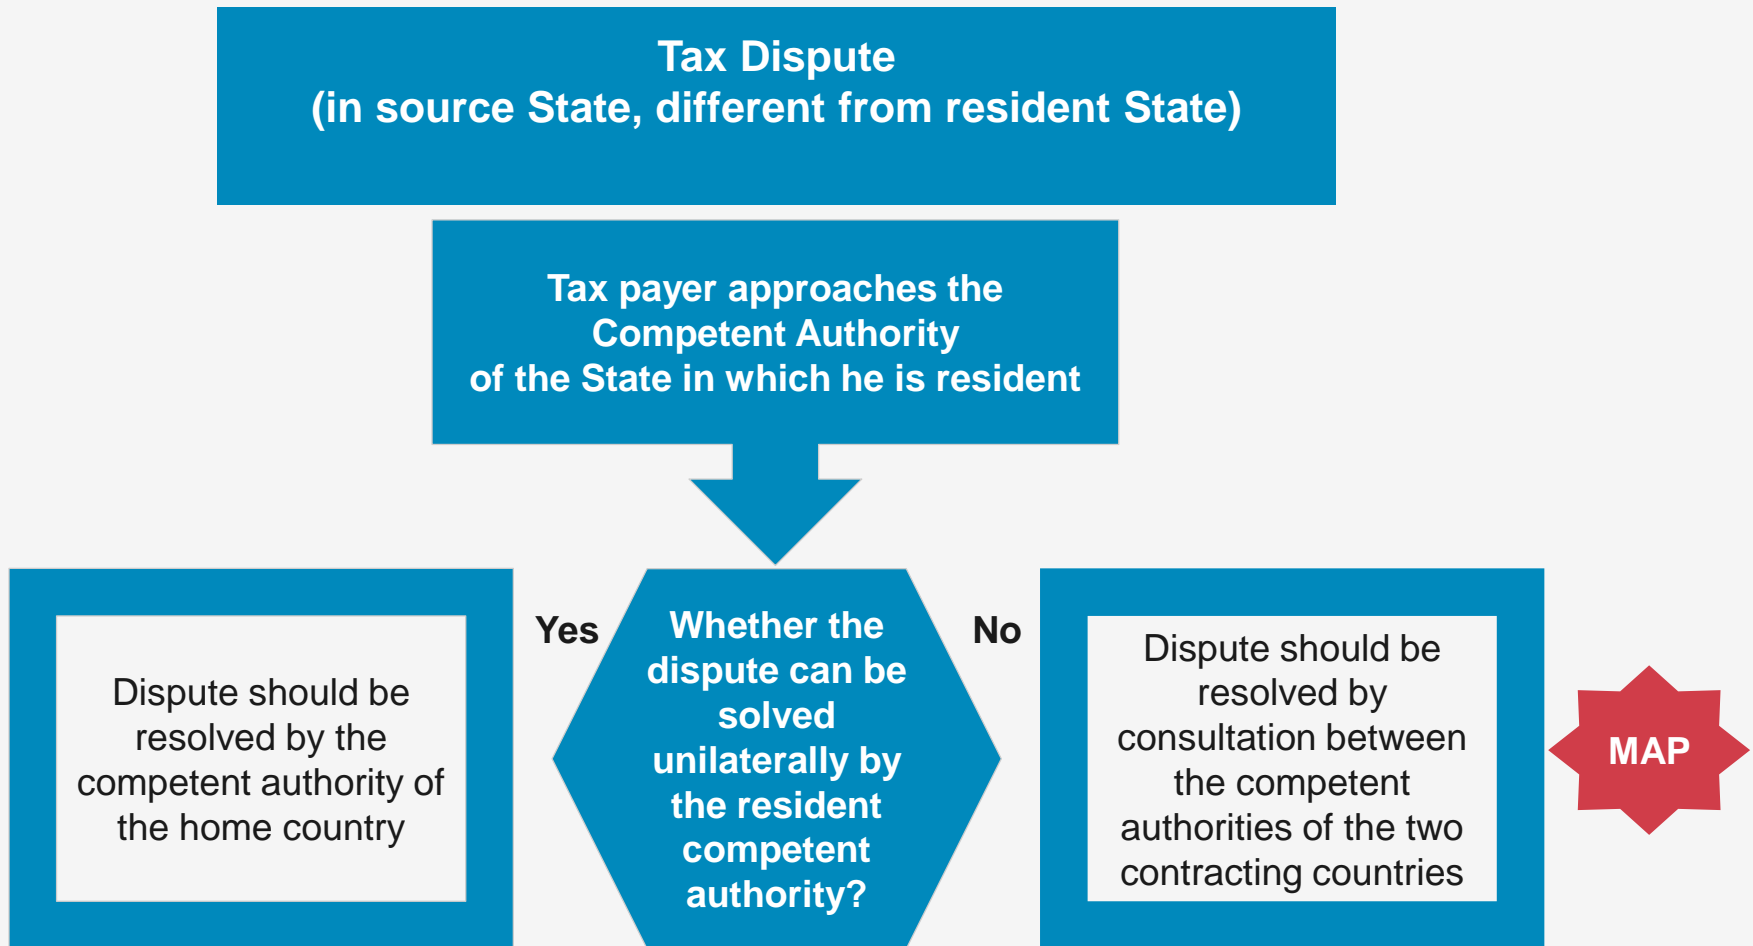 Tax Dispute
(in source State, different from resident State)
Tax payer approaches the
Competent Authority
of the State in which he is resident
Yes
No
Dispute should be
resolved by the
competent authority of
the home country
Whether the
dispute can be
solved
unilaterally by
the resident
competent
authority?
Dispute should be
resolved by
consultation between
the competent
authorities of the two
contracting countries
MAP